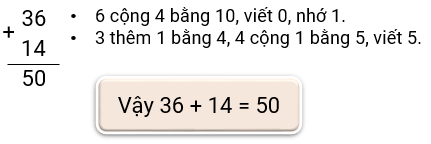 36
+
14
50
• 6 cộng 4 bằng 10, viết 0, nhớ 1.
• 3 thêm 1 bằng 4, 4 cộng 1 bằng 5, viết 5.
Vậy 36 + 14 = 50